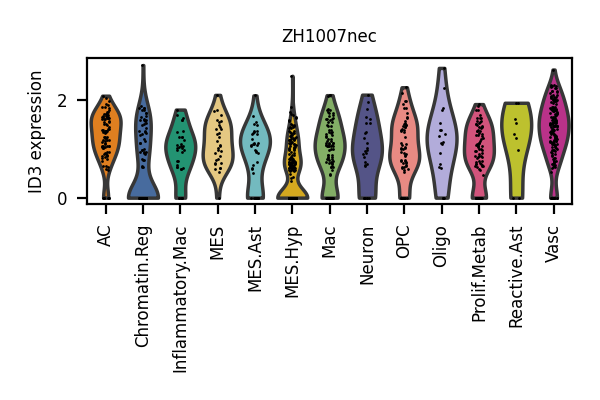 ZH1007nec
ID3 expression
2
0
AC
Chromatin.Reg
Inflammatory.Mac
MES
MES.Ast
MES.Hyp
Mac
Neuron
OPC
Oligo
Prolif.Metab
Reactive.Ast
Vasc